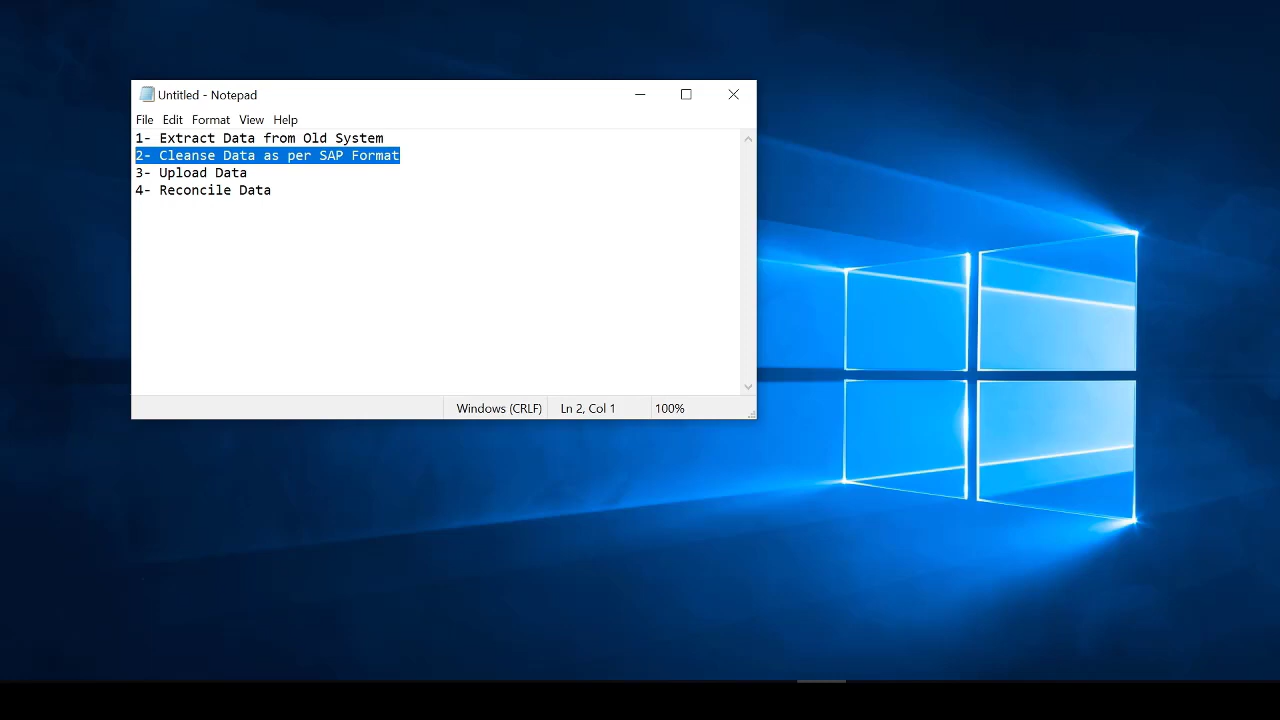 Untitled - Notepad
File Edit Format View Help
1- Extract Data from Old System
2- Cleanse Data as per SAP Format
3- Upload Data
4- Reconcile Data
Windows (CRLF) Ln 2, Col 1 100%